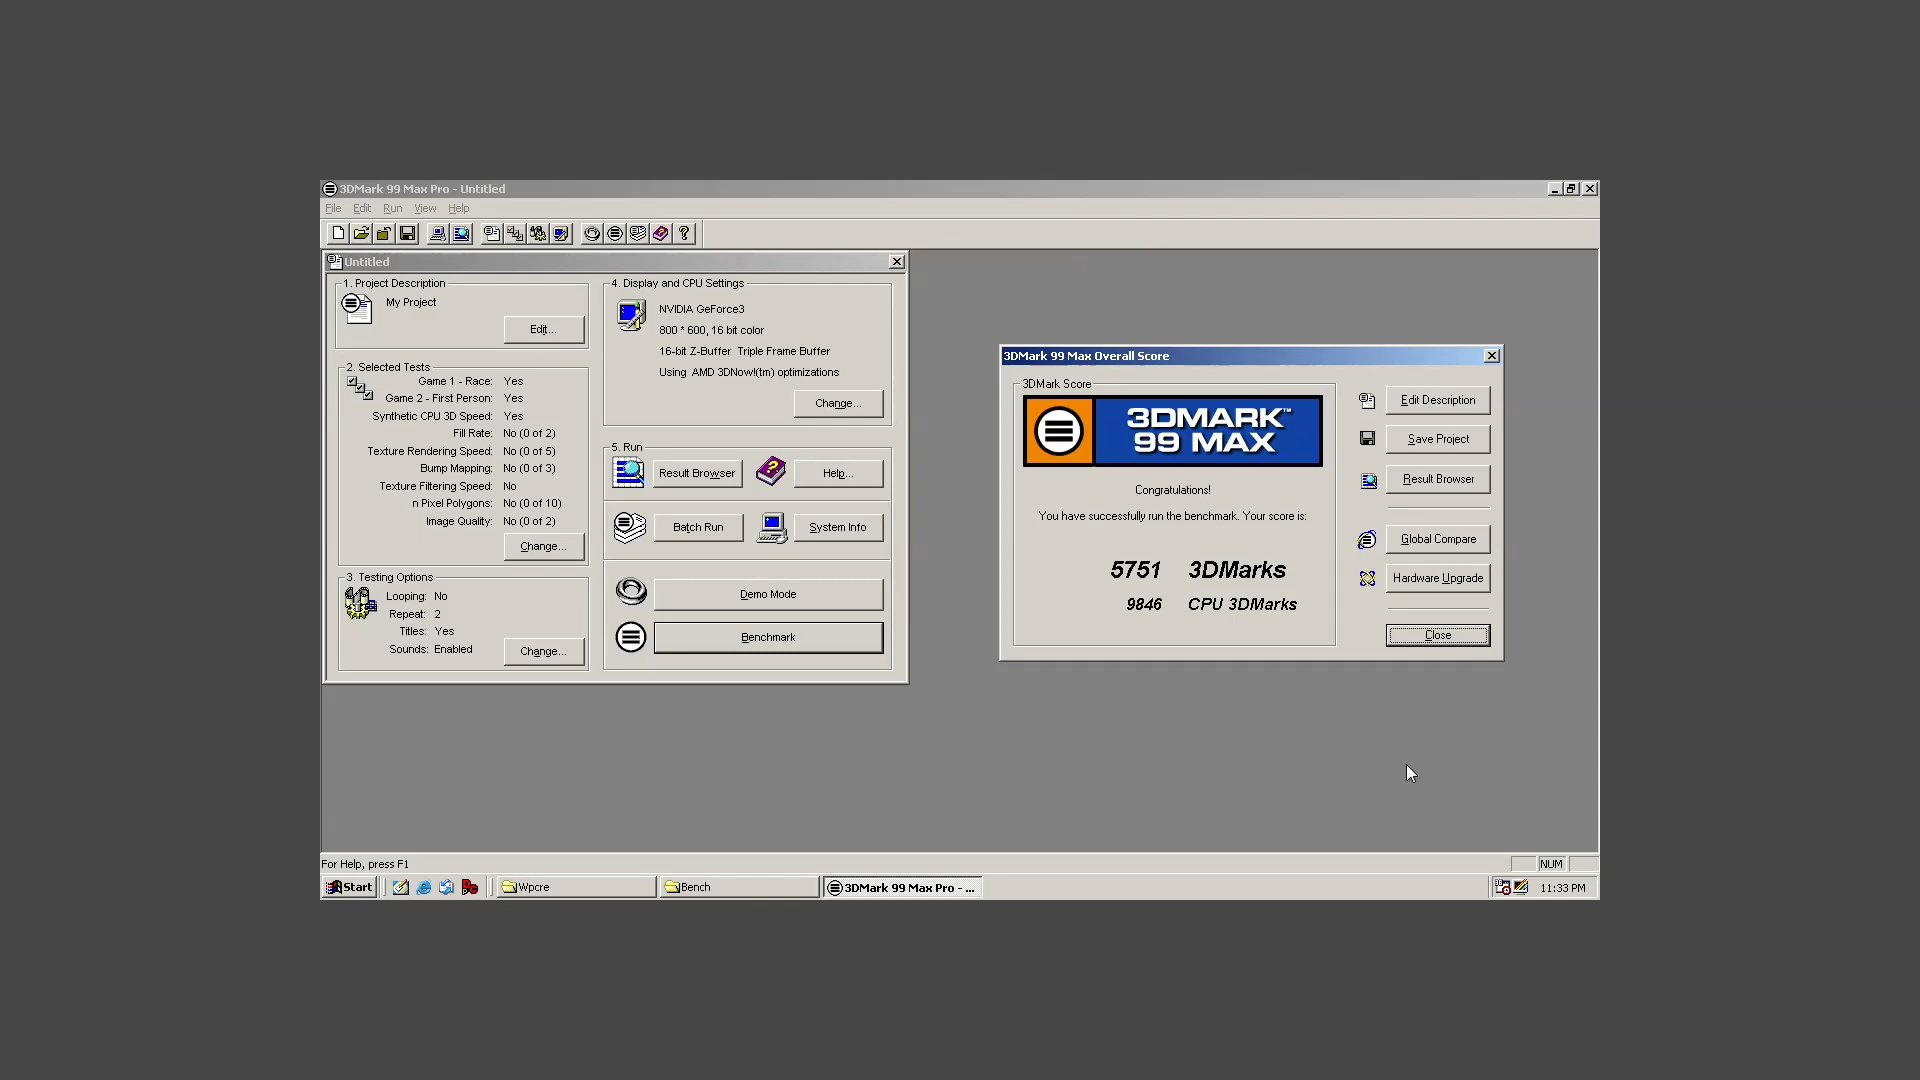 3DMark 99 Max Pro - Untitled
File Edit Run View Help
Untitled
1. Project Description
My Project
Edit...
2. Selected Tests
Game 1 - Race: Yes
Game 2 - First Person: Yes
Synthetic CPU 3D Speed: Yes
Fill Rate: No (0 of 2)
Texture Rendering Speed: No (0 of 5)
Bump Mapping: No (0 of 3)
Texture Filtering Speed: No
n Pixel Polygons: No (0 of 10)
Image Quality: No (0 of 2)
Change...
3. Testing Options
Looping: No
Repeat: 2
Titles: Yes
Sounds: Enabled
Change...
4. Display and CPU Settings
NVIDIA GeForce3
800 * 600, 16 bit color
16-bit Z-Buffer Triple Frame Buffer
Using AMD 3DNow!(tm) optimizations
Change...
5. Run
Result Browser
Help...
Batch Run
System Info
Demo Mode
Benchmark
3DMark 99 Max Overall Score
3DMark Score
3DMARK™
99 MAX
Congratulations!
You have successfully run the benchmark. Your score is:
5751 3DMarks
9846 CPU 3DMarks
Edit Description
Save Project
Result Browser
Global Compare
Hardware Upgrade
Close
For Help, press F1
NUM
Start
Wpcre
Bench
3DMark 99 Max Pro - ...
11:33 PM